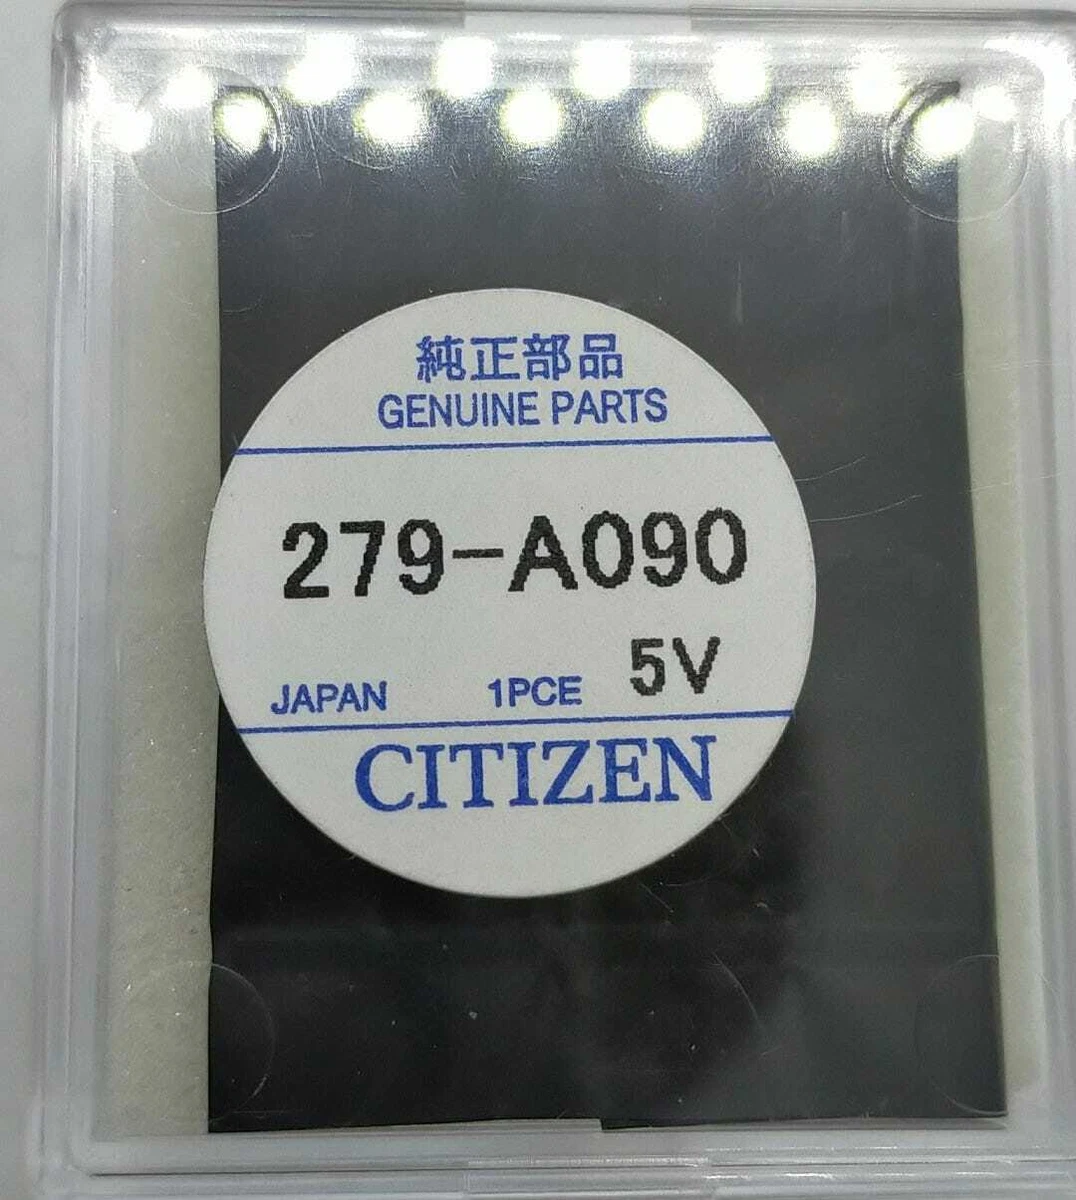 純正部品
GENUINE PARTS
279-A090
5V
JAPAN 1PCE
CITIZEN